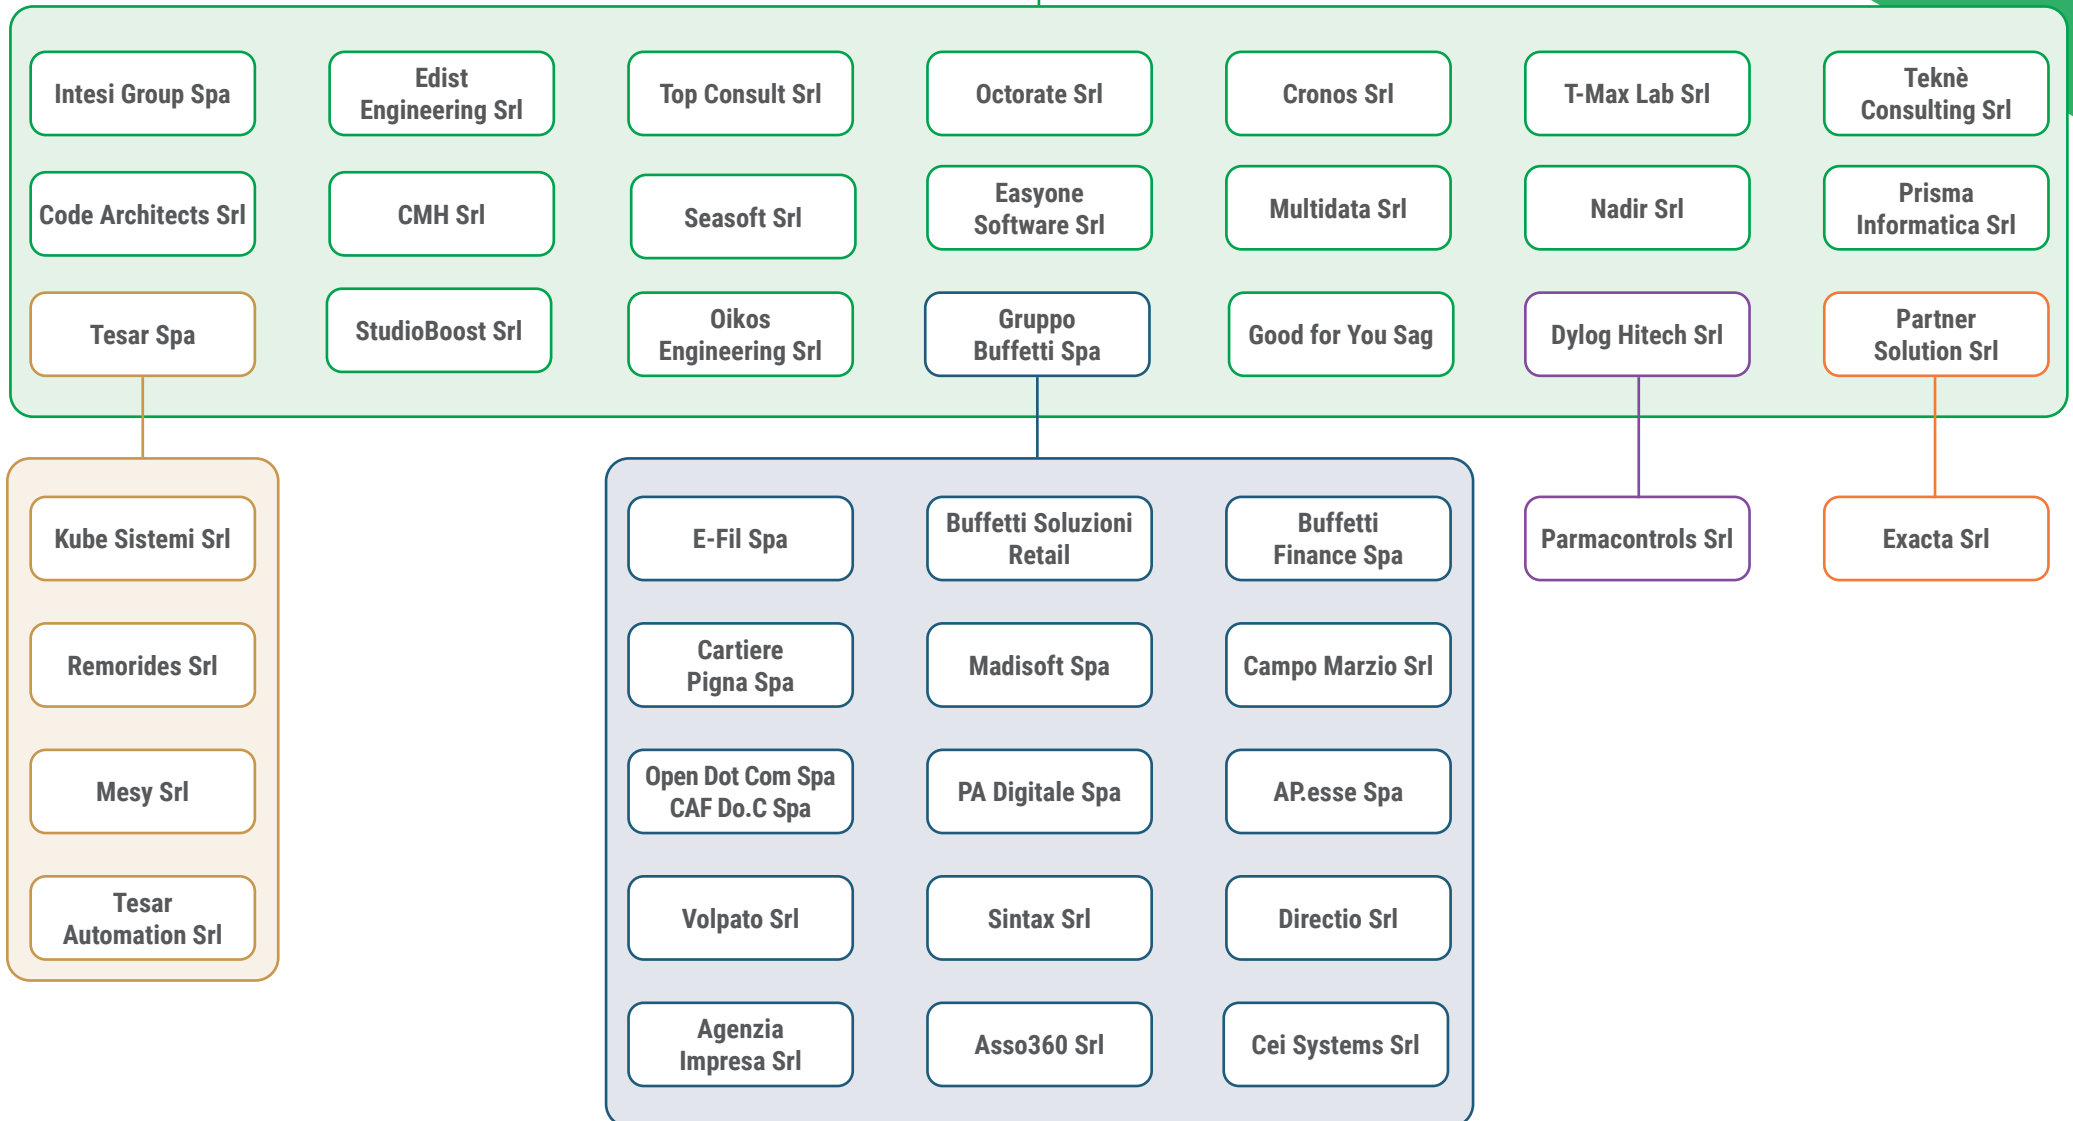 Intesi Group Spa
Edist
Engineering Srl
Top Consult Srl
Octorate Srl
Cronos Srl
T-Max Lab Srl
Teknè
Consulting Srl
Code Architects Srl
CMH Srl
Seasoft Srl
Easyone
Software Srl
Multidata Srl
Nadir Srl
Prisma
Informatica Srl
Tesar Spa
StudioBoost Srl
Oikos
Engineering Srl
Gruppo
Buffetti Spa
Good for You Sag
Dylog Hitech Srl
Partner
Solution Srl
Kube Sistemi Srl
E-Fil Spa
Buffetti Soluzioni
Retail
Buffetti
Finance Spa
Parmacontrols Srl
Exacta Srl
Remorides Srl
Cartiere
Pigna Spa
Madisoft Spa
Campo Marzio Srl
Mesy Srl
Open Dot Com Spa
CAF Do.C Spa
PA Digitale Spa
AP.esse Spa
Tesar
Automation Srl
Volpato Srl
Sintax Srl
Directio Srl
Agenzia
Impresa Srl
Asso360 Srl
Cei Systems Srl